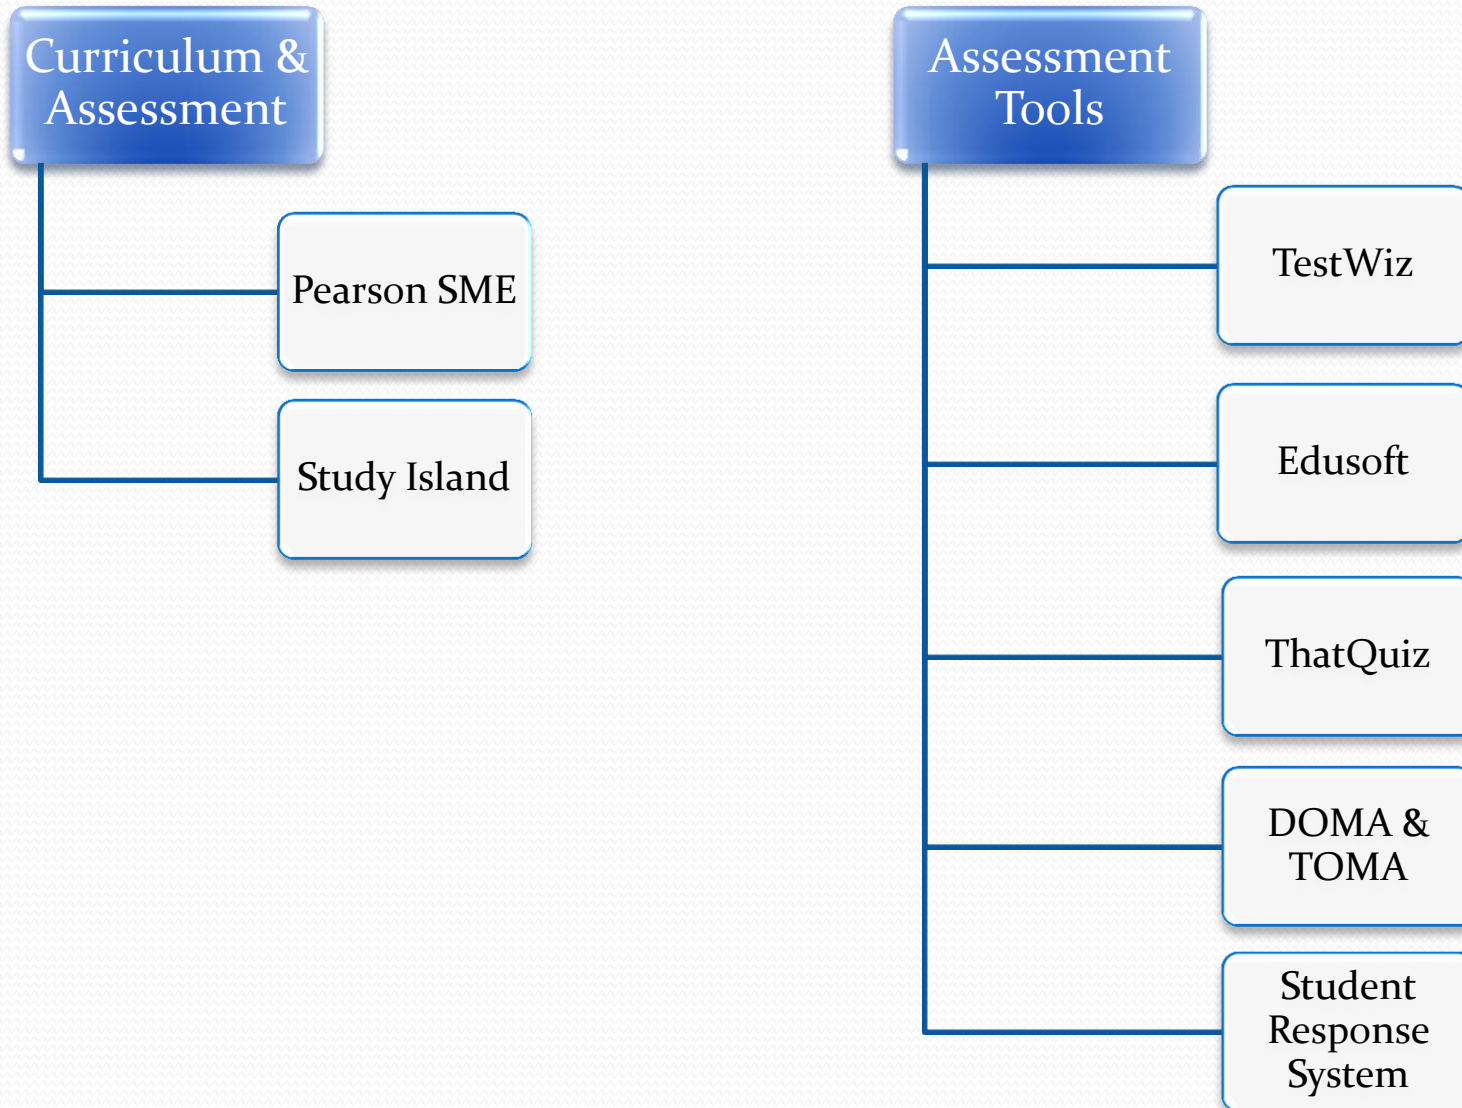 Curriculum &
Assessment
Pearson SME
Study Island
Assessment
Tools
TestWiz
Edusoft
ThatQuiz
DOMA &
TOMA
Student
Response
System